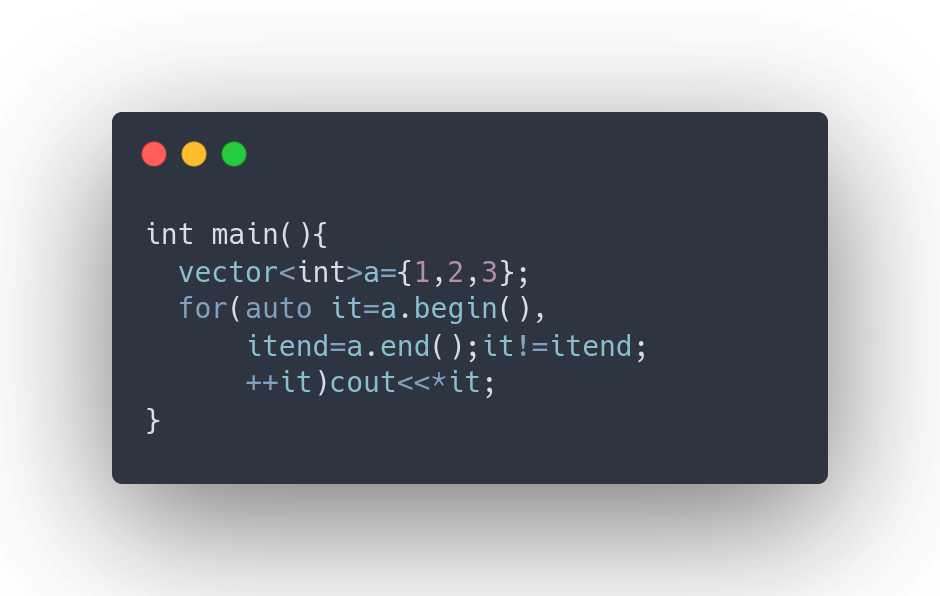 int main(){
  vector<int>a={1,2,3};
  for(auto it=a.begin(),
      itend=a.end();it!=itend;
      ++it)cout<<*it;
}